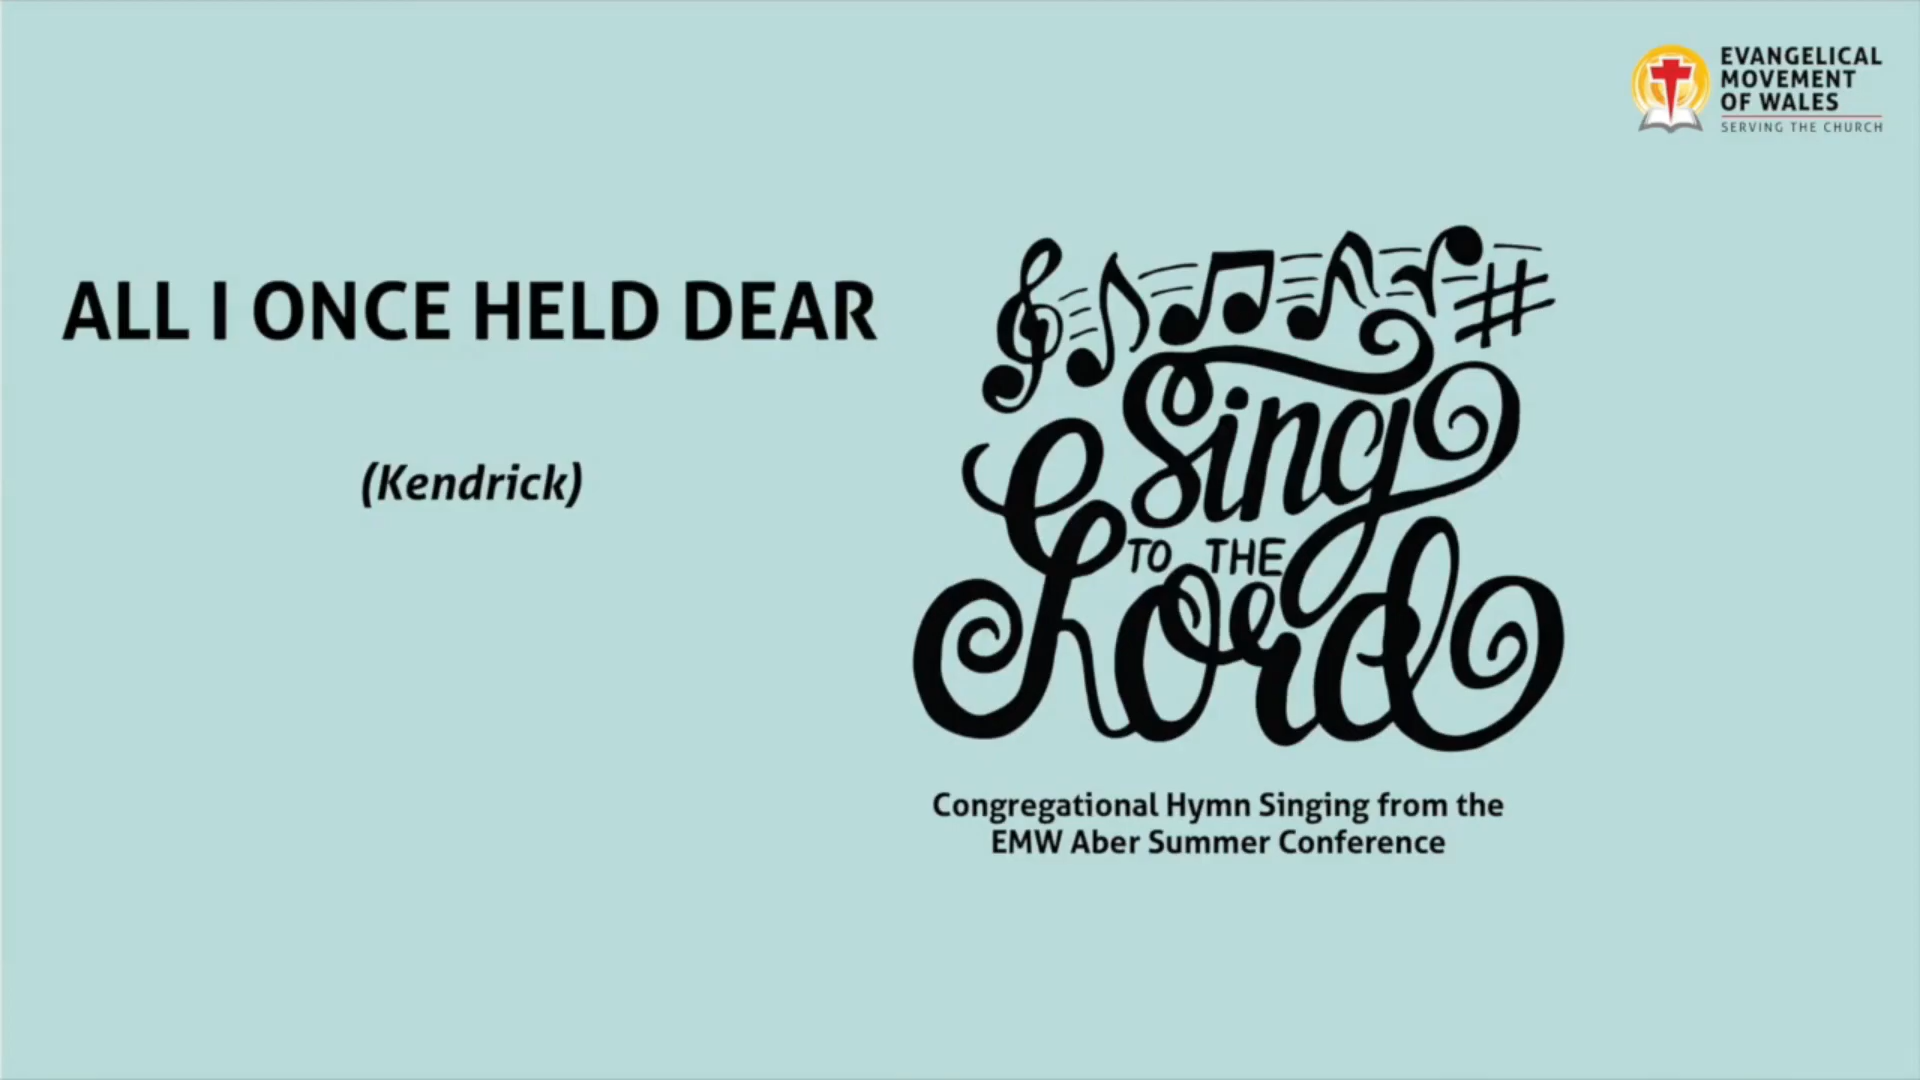 EVANGELICAL
MOVEMENT
OF WALES
SERVING THE CHURCH
ALL I ONCE HELD DEAR
(Kendrick)
Sing
TO THE
Lord
Congregational Hymn Singing from the
EMW Aber Summer Conference